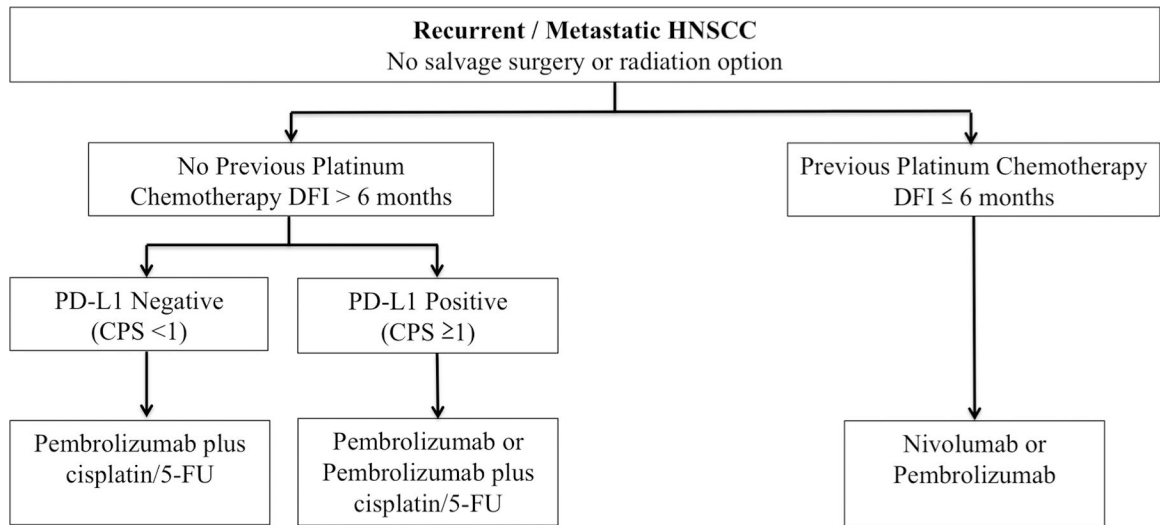 Recurrent / Metastatic HNSCC
No salvage surgery or radiation option
No Previous Platinum
Chemotherapy DFI > 6 months
Previous Platinum Chemotherapy
DFI ≤ 6 months
PD-L1 Negative
(CPS <1)
PD-L1 Positive
(CPS ≥1)
Pembrolizumab plus
cisplatin/5-FU
Pembrolizumab or
Pembrolizumab plus
cisplatin/5-FU
Nivolumab or
Pembrolizumab